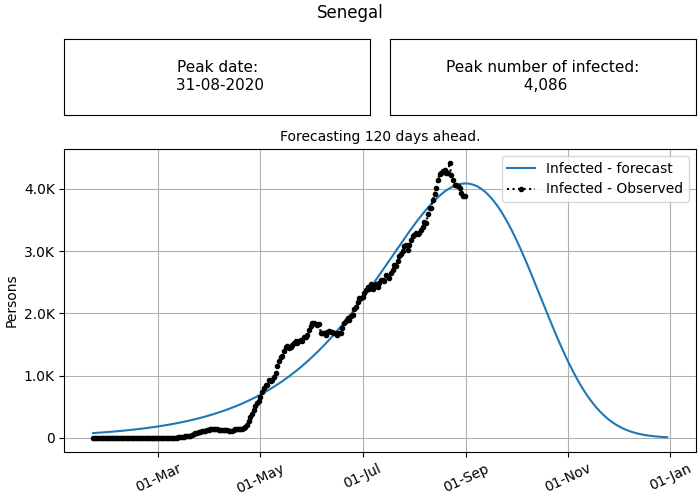 Senegal
Peak date:
31-08-2020
Peak number of infected:
4,086
Forecasting 120 days ahead.
Infected - forecast
Infected - Observed
Persons
4.0K
3.0K
2.0K
1.0K
0
01-Mar
01-May
01-Jul
01-Sep
01-Nov
01-Jan